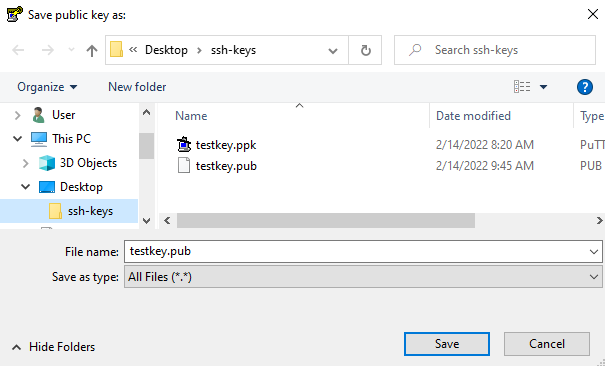 Save public key as:
« Desktop › ssh-keys
Search ssh-keys
Organize
New folder
?
User
This PC
3D Objects
Desktop
ssh-keys
Name
Date modified
Type
testkey.ppk
2/14/2022 8:20 AM
PuTT
testkey.pub
2/14/2022 9:45 AM
PUB
File name:
testkey.pub
Save as type:
All Files (*.*)
Hide Folders
Save
Cancel